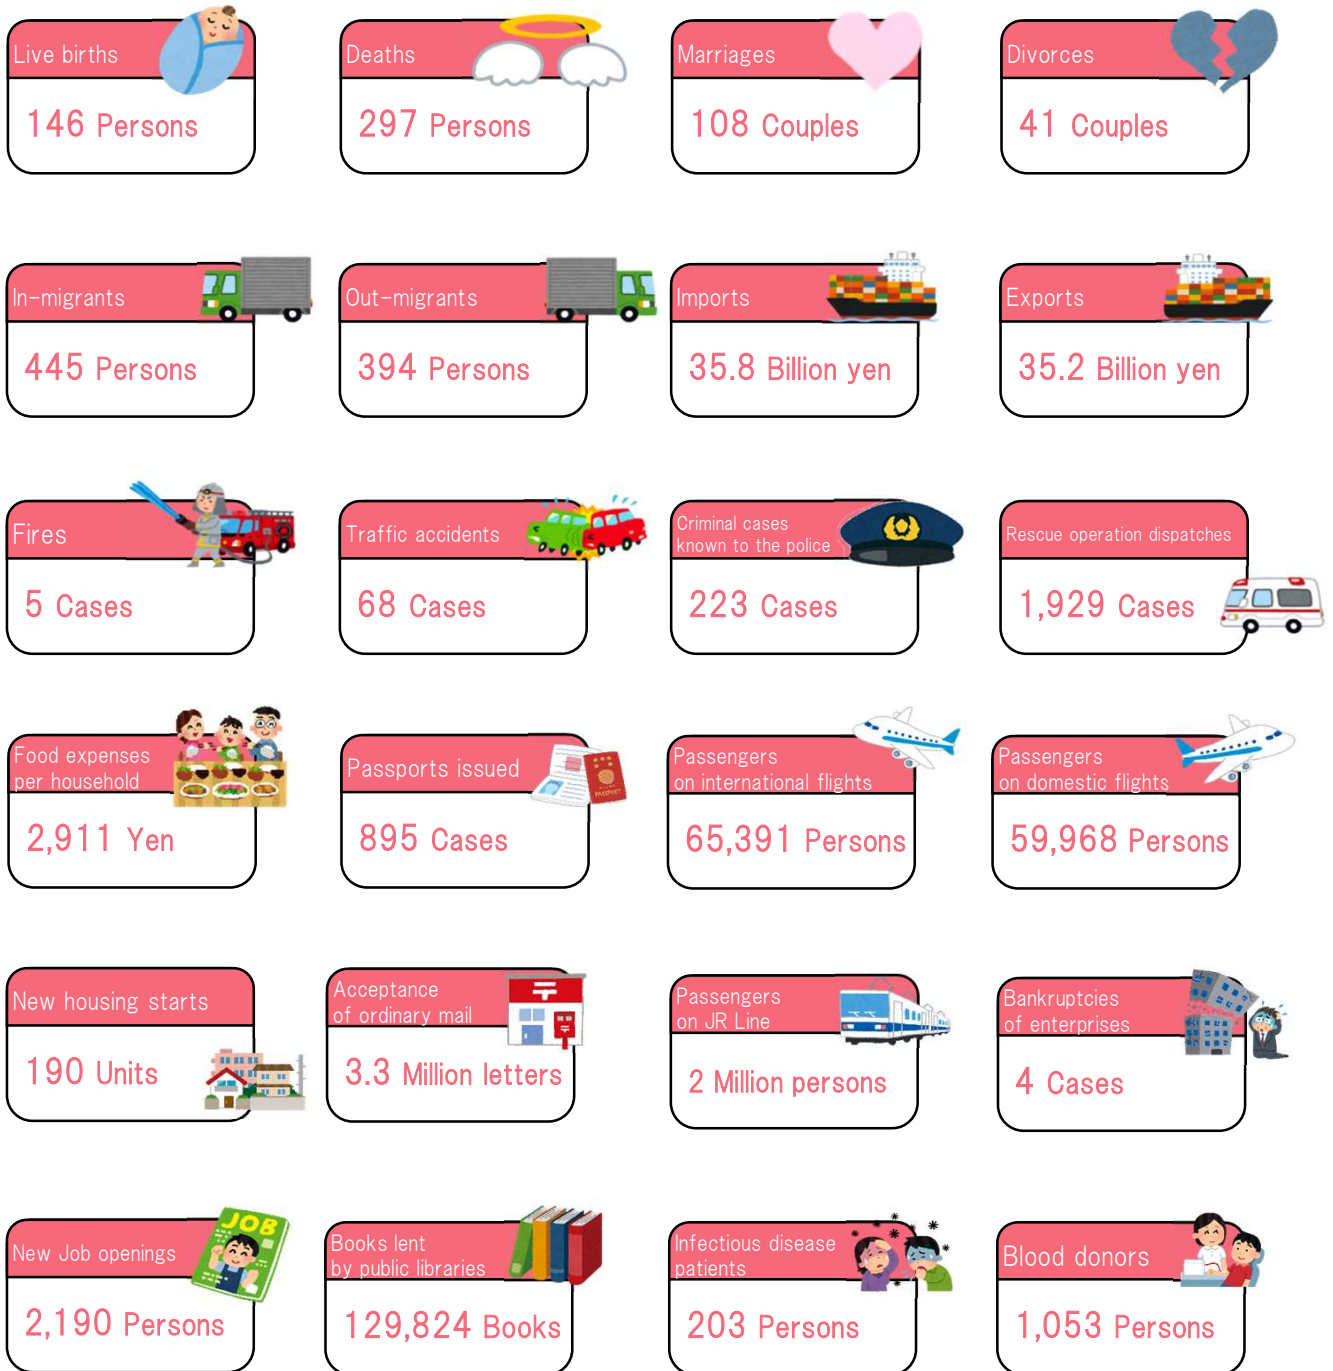 Live births
146 Persons
Deaths
297 Persons
Marriages
108 Couples
Divorces
41 Couples
In-migrants
445 Persons
Out-migrants
394 Persons
Imports
35.8 Billion yen
Exports
35.2 Billion yen
Fires
5 Cases
Traffic accidents
68 Cases
Criminal cases
known to the police
223 Cases
Rescue operation dispatches
1,929 Cases
Food expenses
per household
2,911 Yen
Passports issued
PASSPORT
895 Cases
Passengers
on international flights
65,391 Persons
Passengers
on domestic flights
59,968 Persons
New housing starts
190 Units
Acceptance
of ordinary mail
3.3 Million letters
Passengers
on JR Line
2 Million persons
Bankruptcies
of enterprises
4 Cases
New Job openings
JOB
2,190 Persons
Books lent
by public libraries
129,824 Books
Infectious disease
patients
203 Persons
Blood donors
1,053 Persons